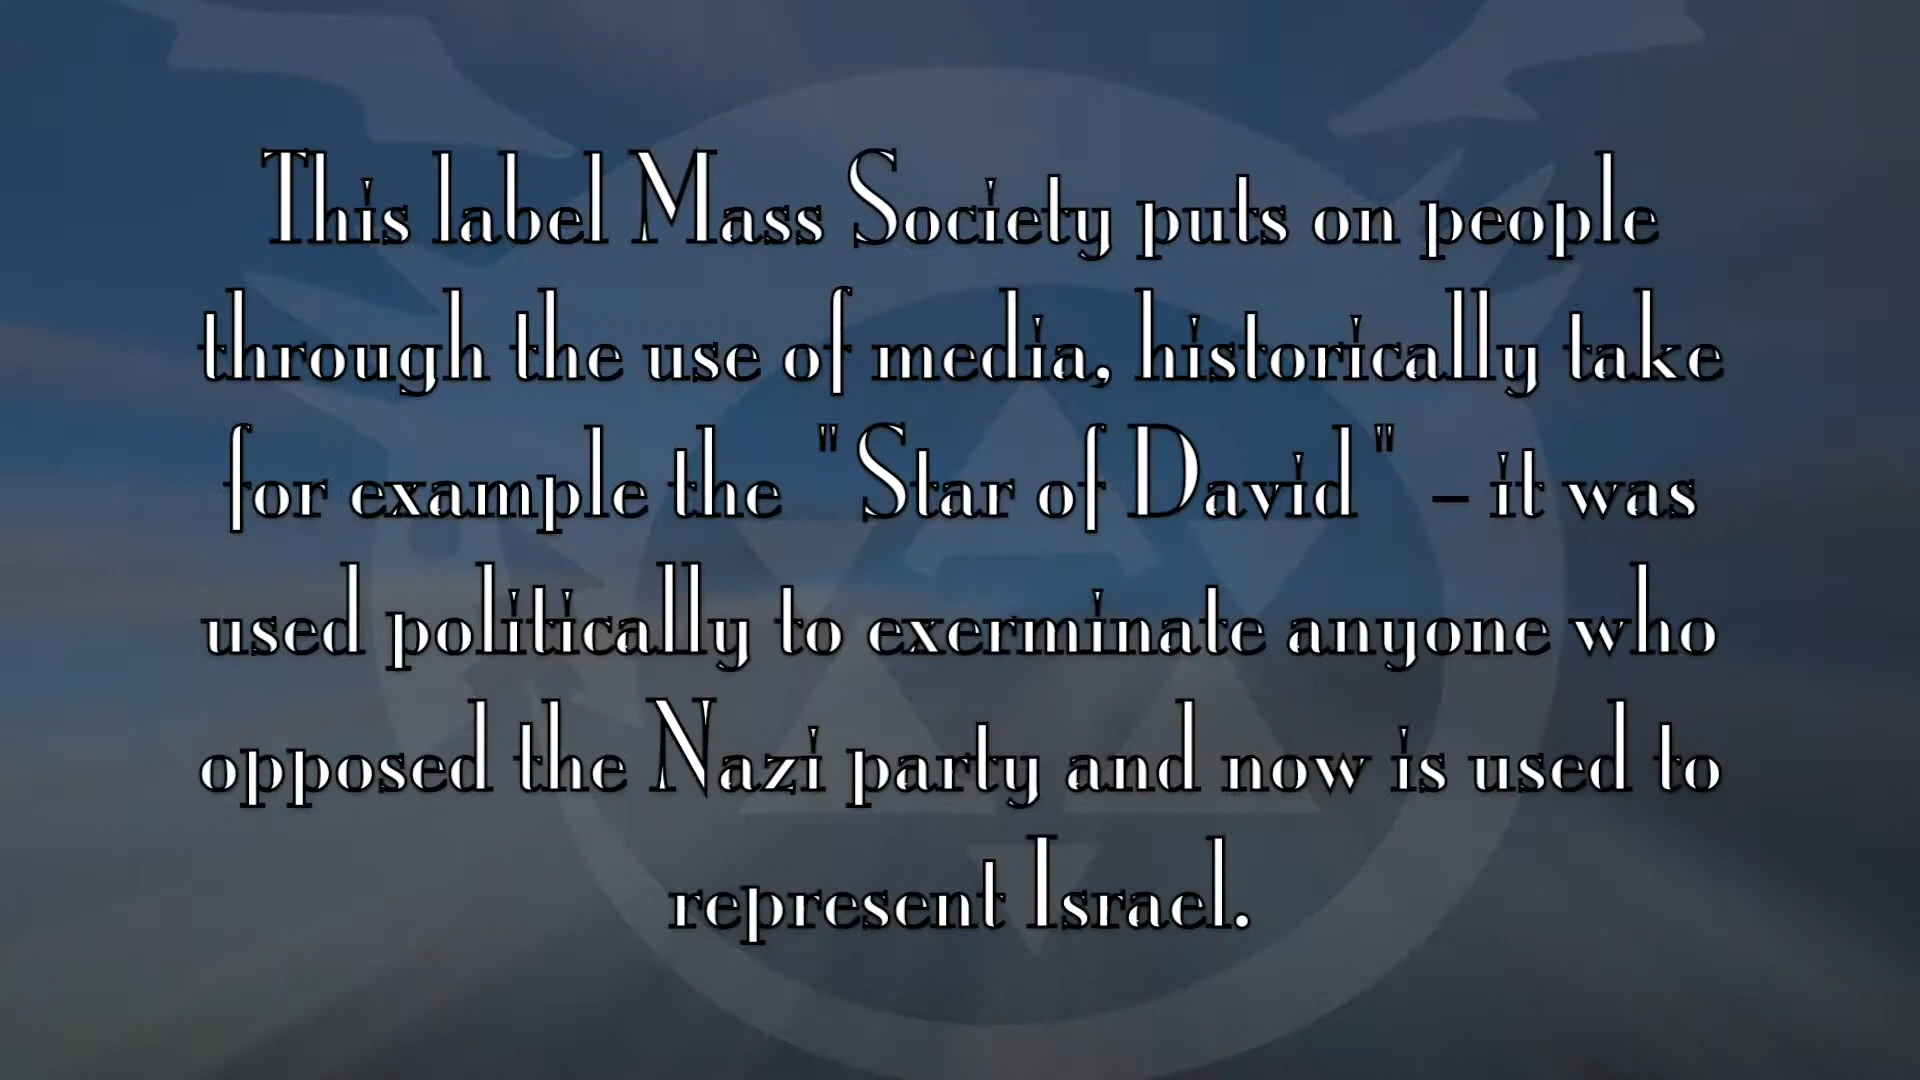 This label Mass Society puts on people
through the use of media, historically take
for example the "Star of David" – it was
used politically to exerminate anyone who
opposed the Nazi party and now is used to
represent Israel.